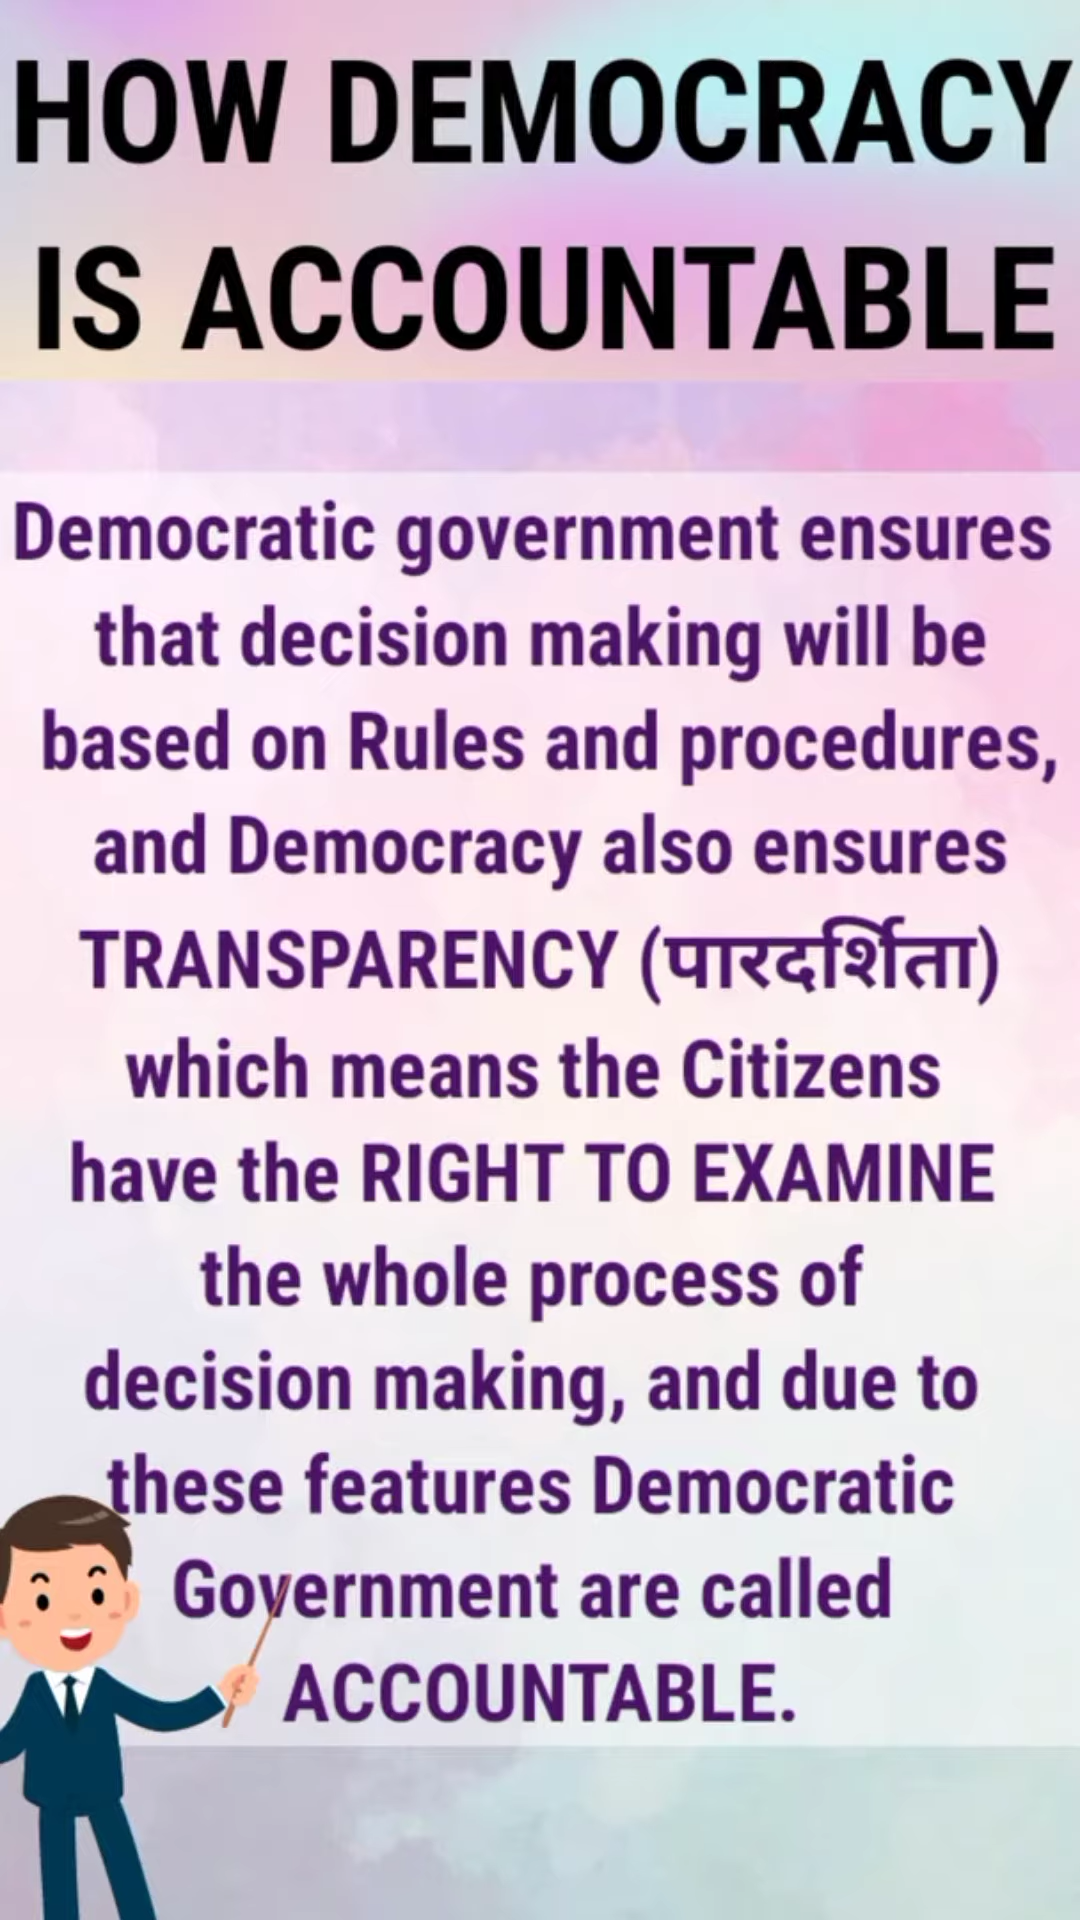 HOW DEMOCRACY
IS ACCOUNTABLE
Democratic government ensures
that decision making will be
based on Rules and procedures,
and Democracy also ensures
TRANSPARENCY (पारदर्शिता)
which means the Citizens
have the RIGHT TO EXAMINE
the whole process of
decision making, and due to
these features Democratic
Government are called
ACCOUNTABLE.